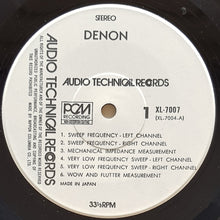 STEREO
DENON
AUDIO TECHNICAL RECORDS
AUDIO TECHNICAL RECORDS
PCM
RECORDING
1
XL-7007
(XL-7004-A)
1. SWEEP FREQUENCY - LEFT CHANNEL
2. SWEEP FREQUENCY - RIGHT CHANNEL
3. MECHANICAL IMPEDANCE MEASUREMENT
4. VERY LOW FREQUENCY SWEEP - LEFT CHANNEL
5. VERY LOW FREQUENCY SWEEP - RIGHT CHANNEL
6. WOW AND FLUTTER MEASUREMENT
MADE IN JAPAN
33⅓RPM